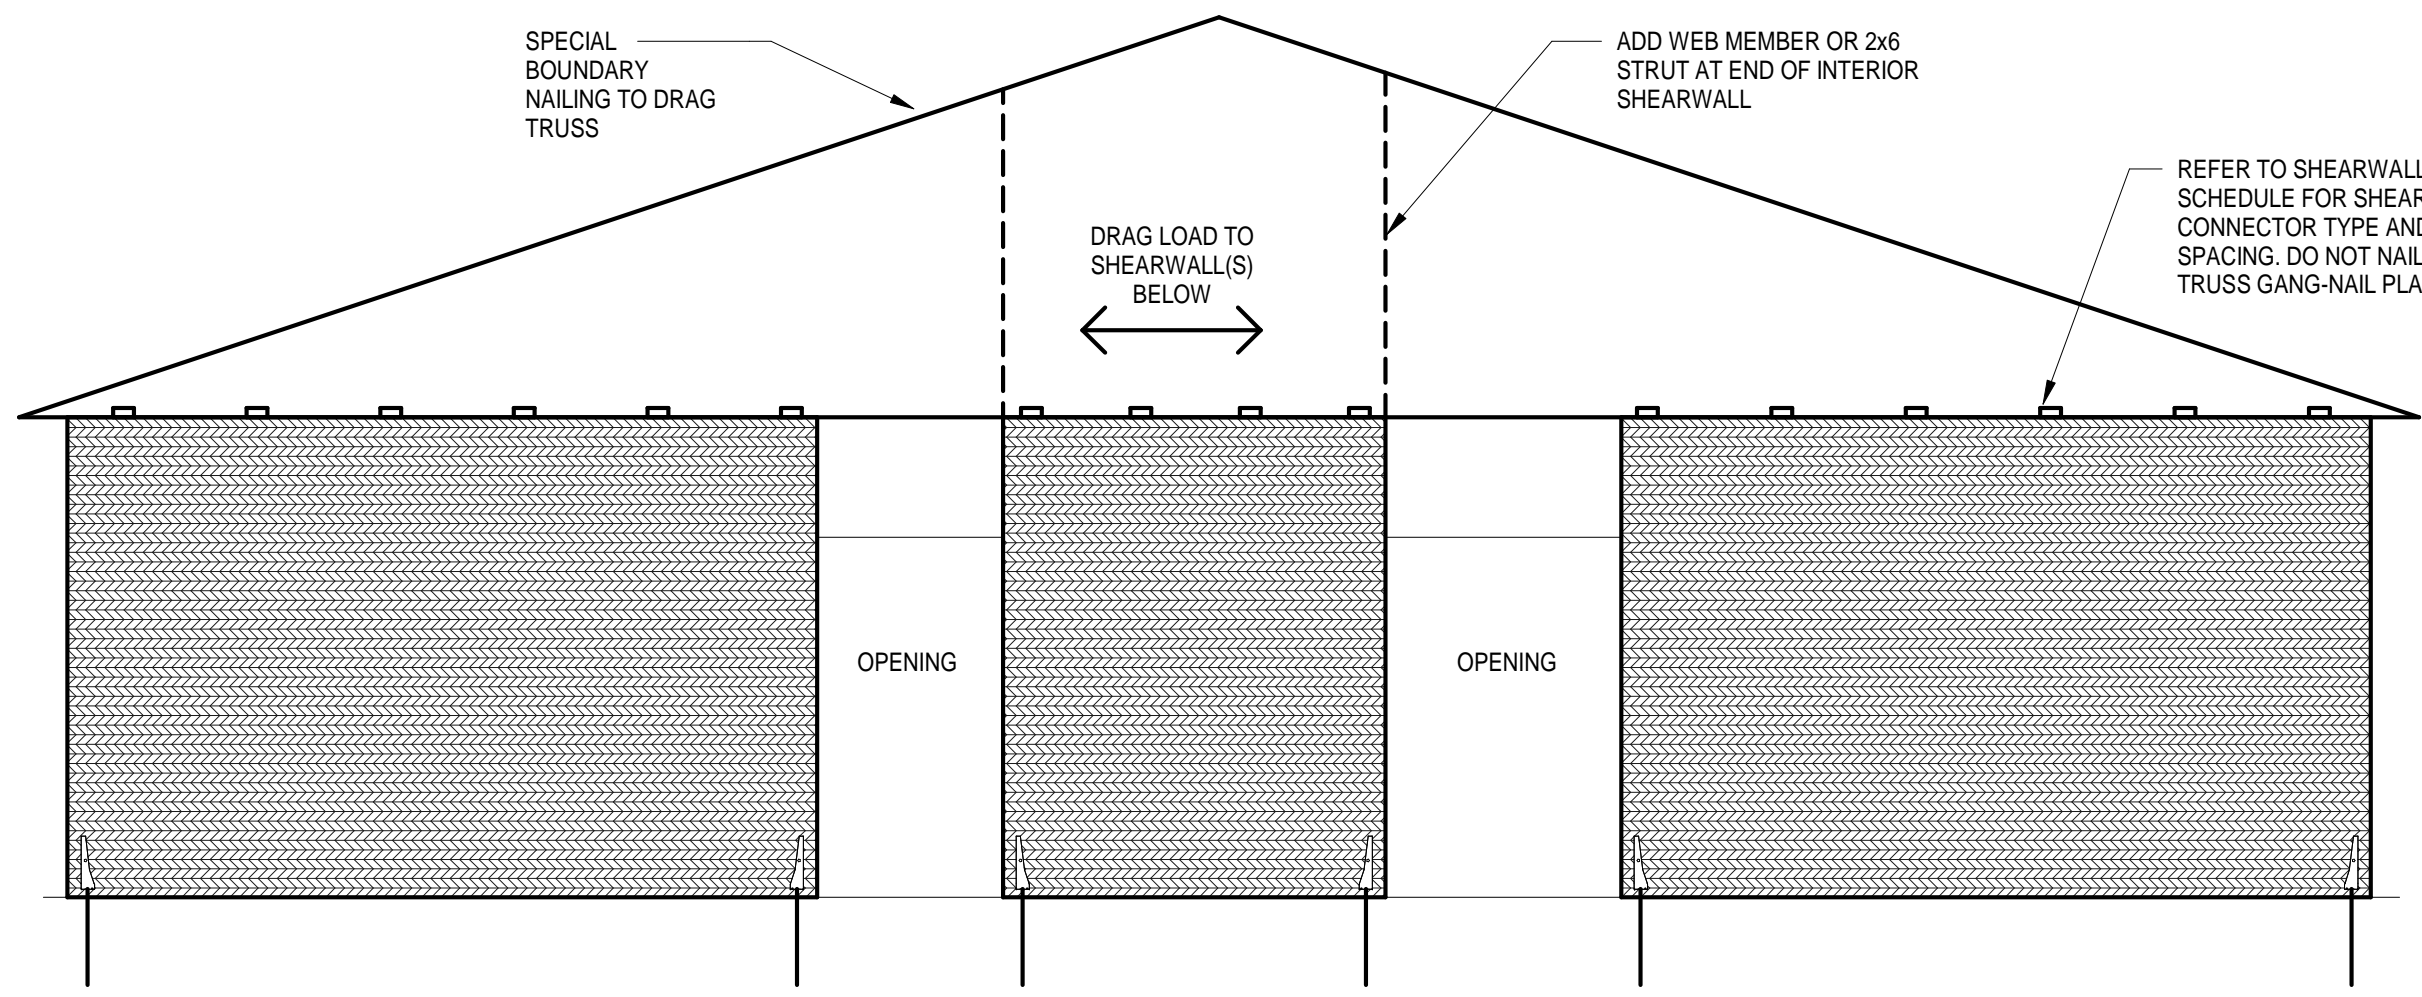 SPECIAL
BOUNDARY
NAILING TO DRAG
TRUSS
ADD WEB MEMBER OR 2x6
STRUT AT END OF INTERIOR
SHEARWALL
REFER TO SHEARWALL
SCHEDULE FOR SHEAR
CONNECTOR TYPE AND
SPACING. DO NOT NAIL
TRUSS GANG-NAIL PLA
DRAG LOAD TO
SHEARWALL(S)
BELOW
OPENING
OPENING